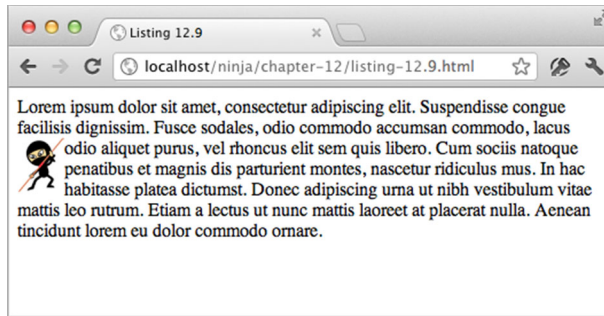 Listing 12.9
localhost/ninja/chapter-12/listing-12.9.html
Lorem ipsum dolor sit amet, consectetur adipiscing elit. Suspendisse congue
facilisis dignissim. Fusce sodales, odio commodo accumsan commodo, lacus
odio aliquet purus, vel rhoncus elit sem quis libero. Cum sociis natoque
penatibus et magnis dis parturient montes, nascetur ridiculus mus. In hac
habitasse platea dictumst. Donec adipiscing urna ut nibh vestibulum vitae
mattis leo rutrum. Etiam a lectus ut nunc mattis laoreet at placerat nulla. Aenean
tincidunt lorem eu dolor commodo ornare.